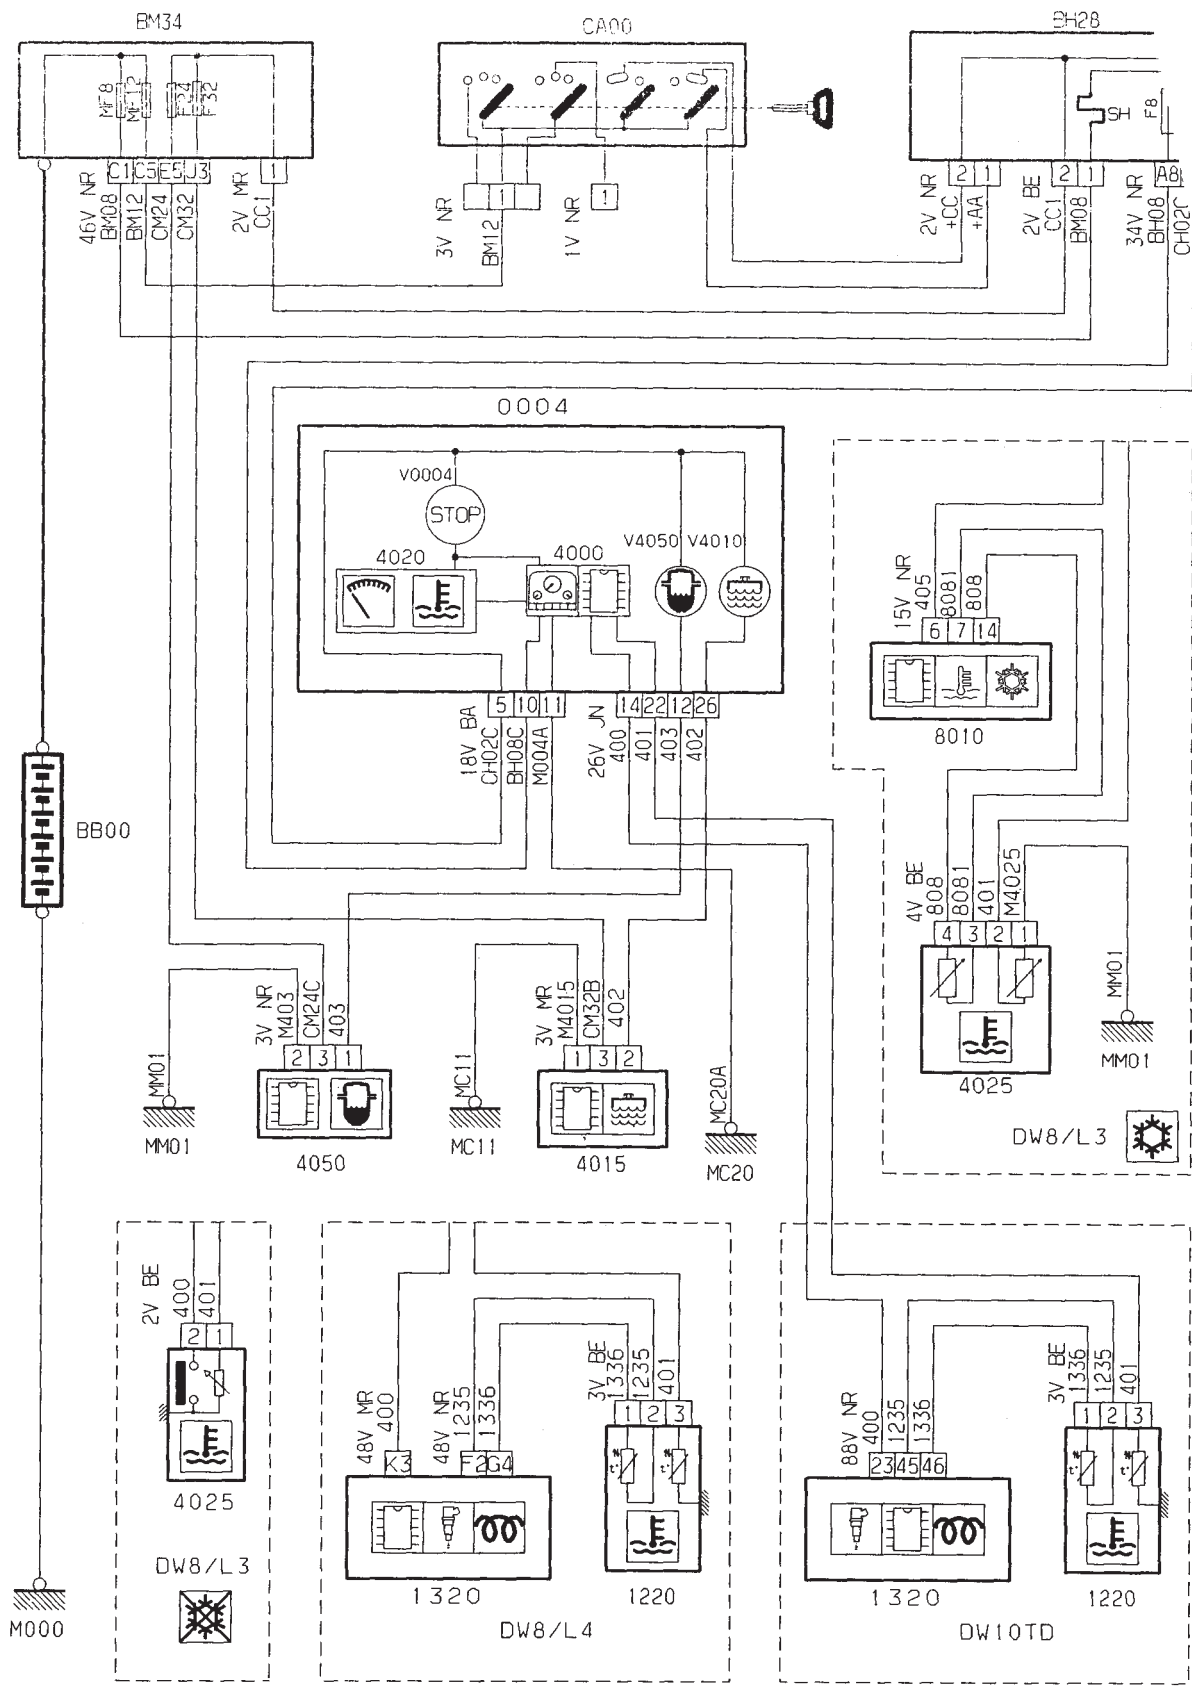 BM34
CA00
BH28
MF8
MF12
F24
F32
SH
F8
C1 C5 E5 J3
1
1
1
2 1
2 1
A8
46V NR
BM08
BM12
CM24
CM32
2V MR
CC1
3V NR
BM12
1V NR
2V NR
+CC
+AA
2V BE
CC1
BM08
34V NR
BH08
CH02C
0004
V0004
STOP
4020
4000
V4050
V4010
5 10 11
14 22 12 26
18V BA
CH02C
BH08C
M004A
26V JN
400
401
403
402
15V NR
405
8081
808
6 7 14
8010
BB00
4V BE
808
8081
401
M4025
4 3 2 1
4025
MM01
MM01
DW8/L3
3V NR
M403
CM24C
403
2 3 1
4050
MM01
MM01
3V MR
M4015
CM32B
402
1 3 2
4015
MC11
MC11
MC20A
MC20
2V BE
400
401
2 1
4025
DW8/L3
M000
48V MR
400
48V NR
1235
1336
K3
F2 G4
1320
3V BE
1336
1235
401
1 2 3
t°
t°
1220
DW8/L4
88V NR
400
1235
1336
23 45 46
1320
3V BE
1336
1235
401
1 2 3
t°
t°
1220
DW10TD